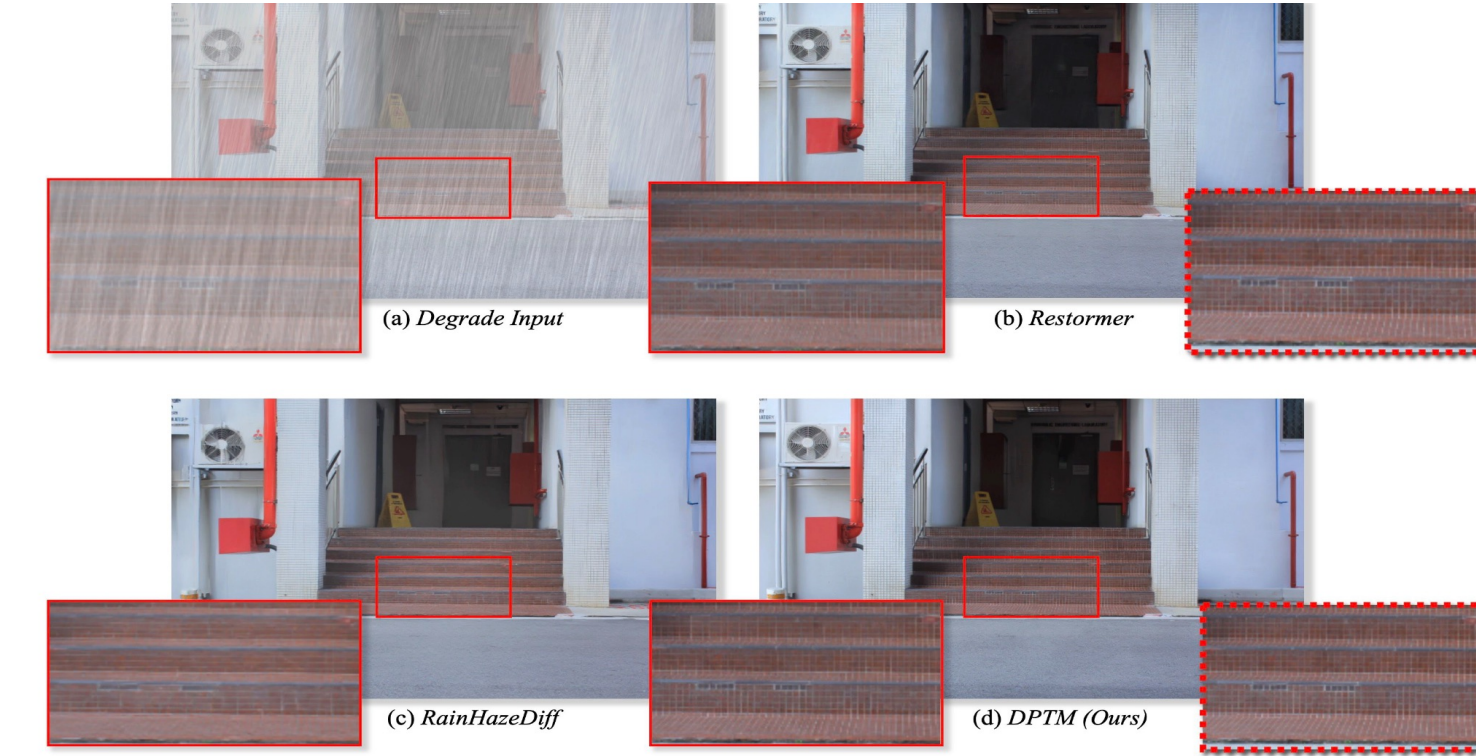 (a) Degrade Input
(b) Restormer
(c) RainHazeDiff
(d) DPTM (Ours)